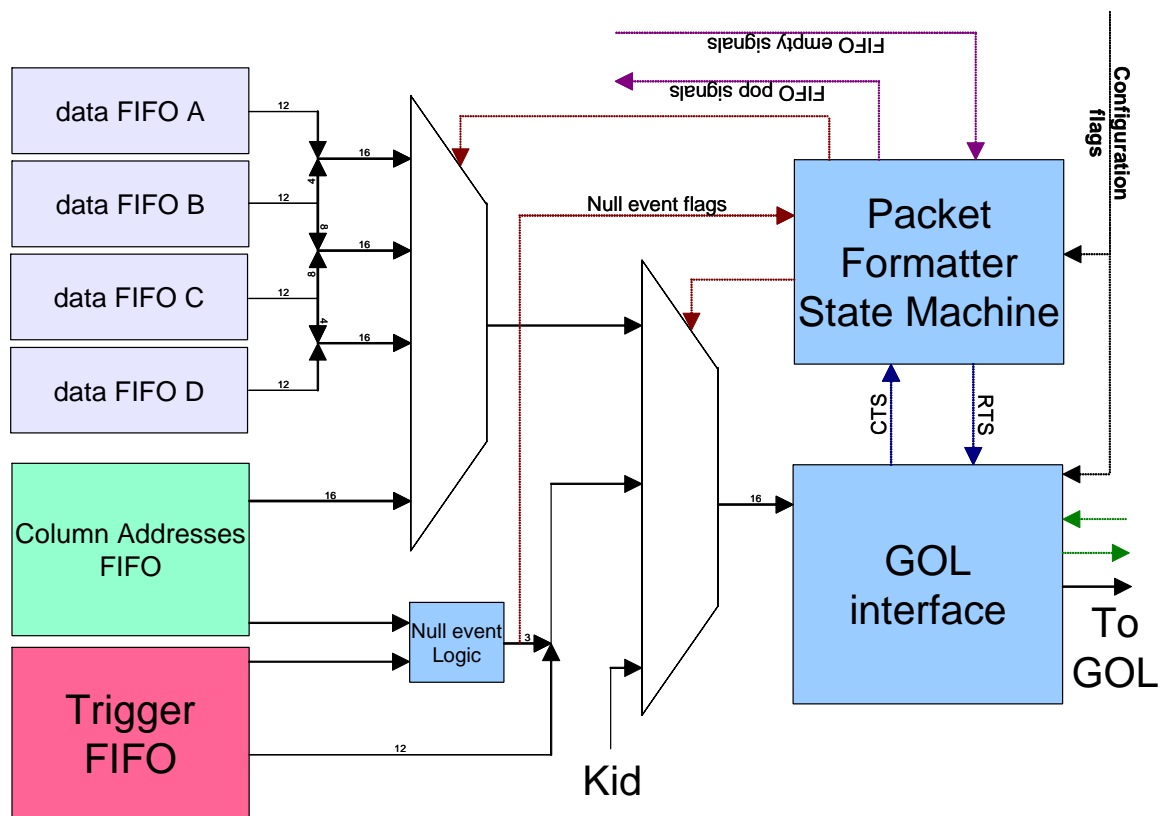 FIFO empty signals
FIFO pop signals
Configuration
flags
data FIFO A
12
16
4
data FIFO B
12
8
16
8
data FIFO C
12
4
16
data FIFO D
12
Null event flags
Packet
Formatter
State Machine
CTS
RTS
Column Addresses
FIFO
16
16
GOL
interface
To
GOL
Null event
Logic
3
Trigger
FIFO
12
Kid